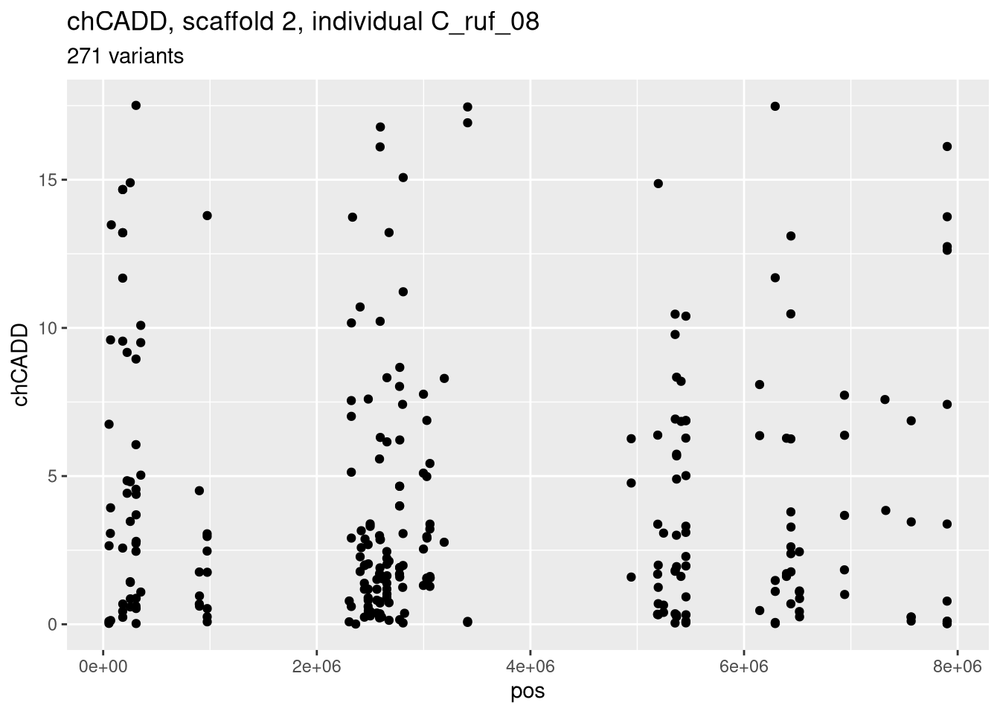 chCADD, scaffold 2, individual C_ruf_08
271 variants
15
10
5
0
chCADD
0e+00 2e+06 4e+06 6e+06 8e+06
pos